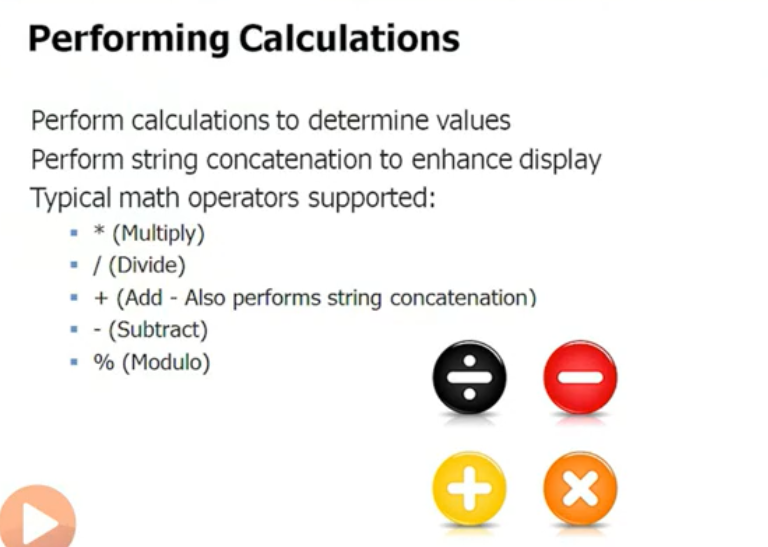 Performing Calculations
Perform calculations to determine values
Perform string concatenation to enhance display
Typical math operators supported:
▪ * (Multiply)
▪ / (Divide)
▪ + (Add - Also performs string concatenation)
▪ - (Subtract)
▪ % (Modulo)